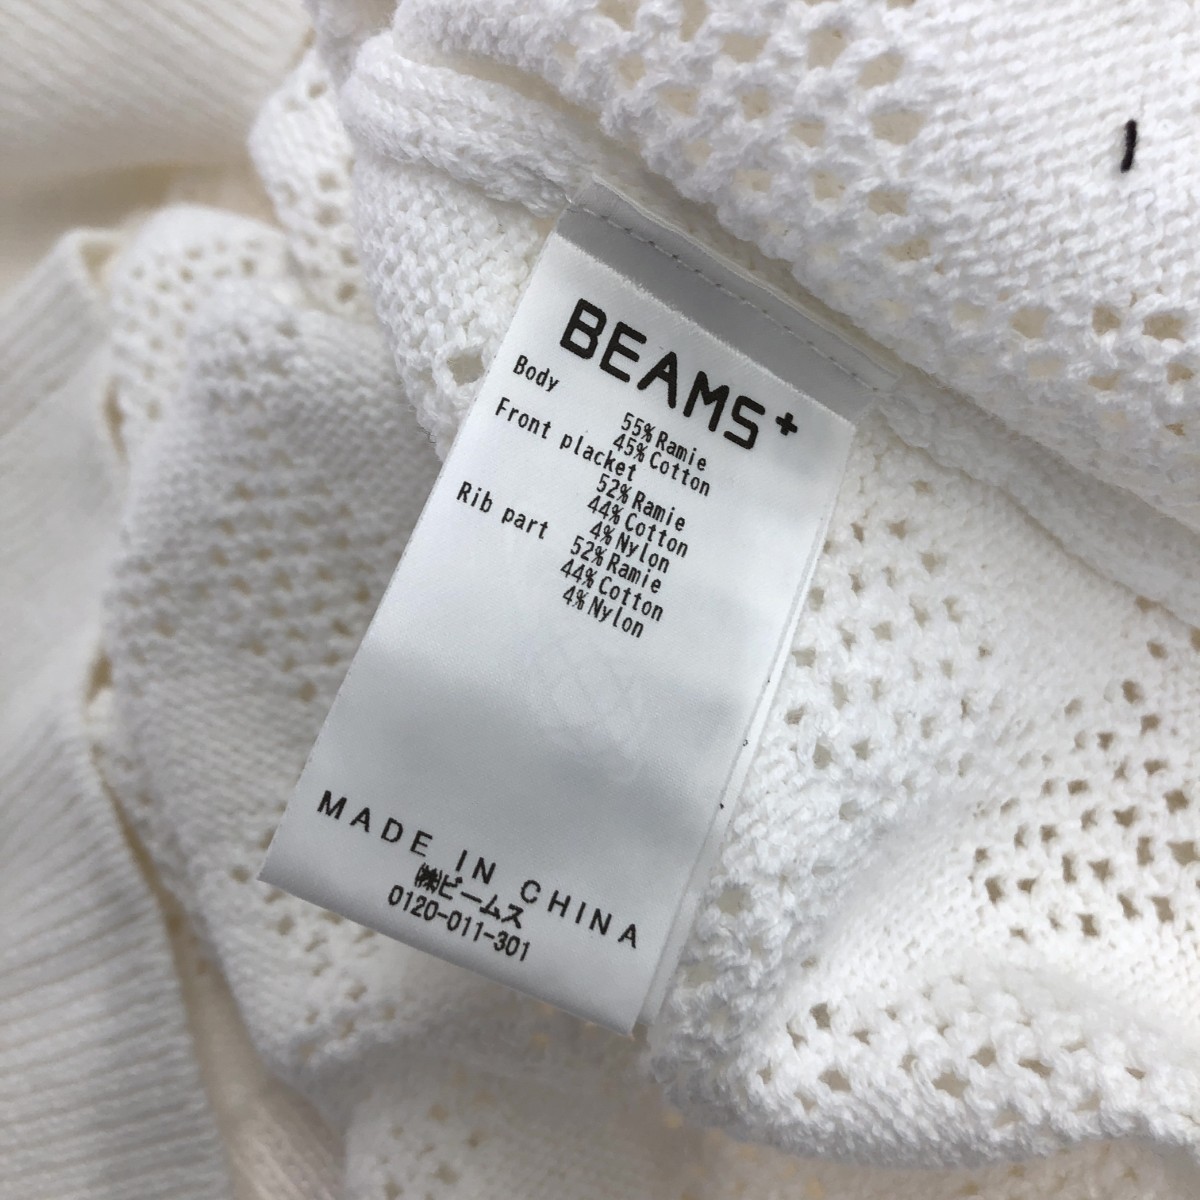 BEAMS+
Body
55% Ramie
45% Cotton
Front placket
52% Ramie
44% Cotton
4% Nylon
Rib part
52% Ramie
44% Cotton
4% Nylon
MADE IN CHINA
㈱ビームス
0120-011-301